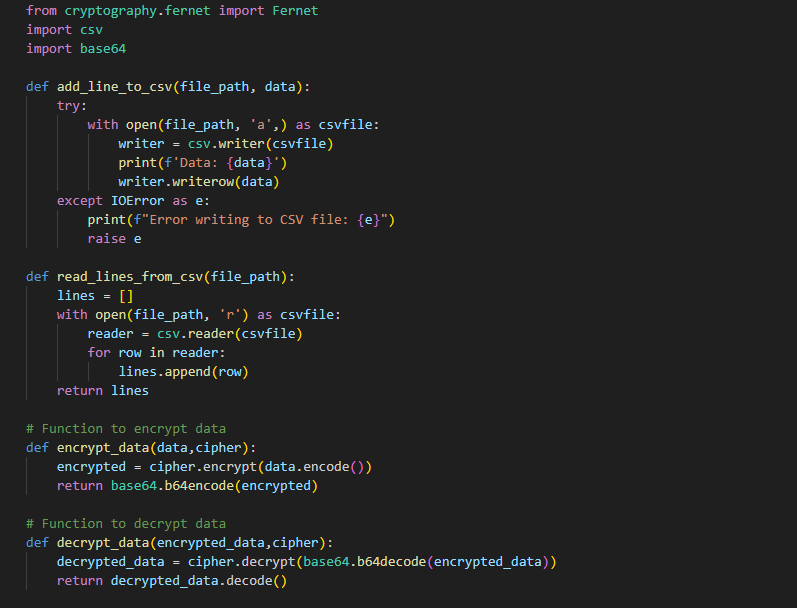 from cryptography.fernet import Fernet
import csv
import base64

def add_line_to_csv(file_path, data):
    try:
        with open(file_path, 'a',) as csvfile:
            writer = csv.writer(csvfile)
            print(f'Data: {data}')
            writer.writerow(data)
    except IOError as e:
        print(f"Error writing to CSV file: {e}")
        raise e

def read_lines_from_csv(file_path):
    lines = []
    with open(file_path, 'r') as csvfile:
        reader = csv.reader(csvfile)
        for row in reader:
            lines.append(row)
    return lines

# Function to encrypt data
def encrypt_data(data,cipher):
    encrypted = cipher.encrypt(data.encode())
    return base64.b64encode(encrypted)

# Function to decrypt data
def decrypt_data(encrypted_data,cipher):
    decrypted_data = cipher.decrypt(base64.b64decode(encrypted_data))
    return decrypted_data.decode()